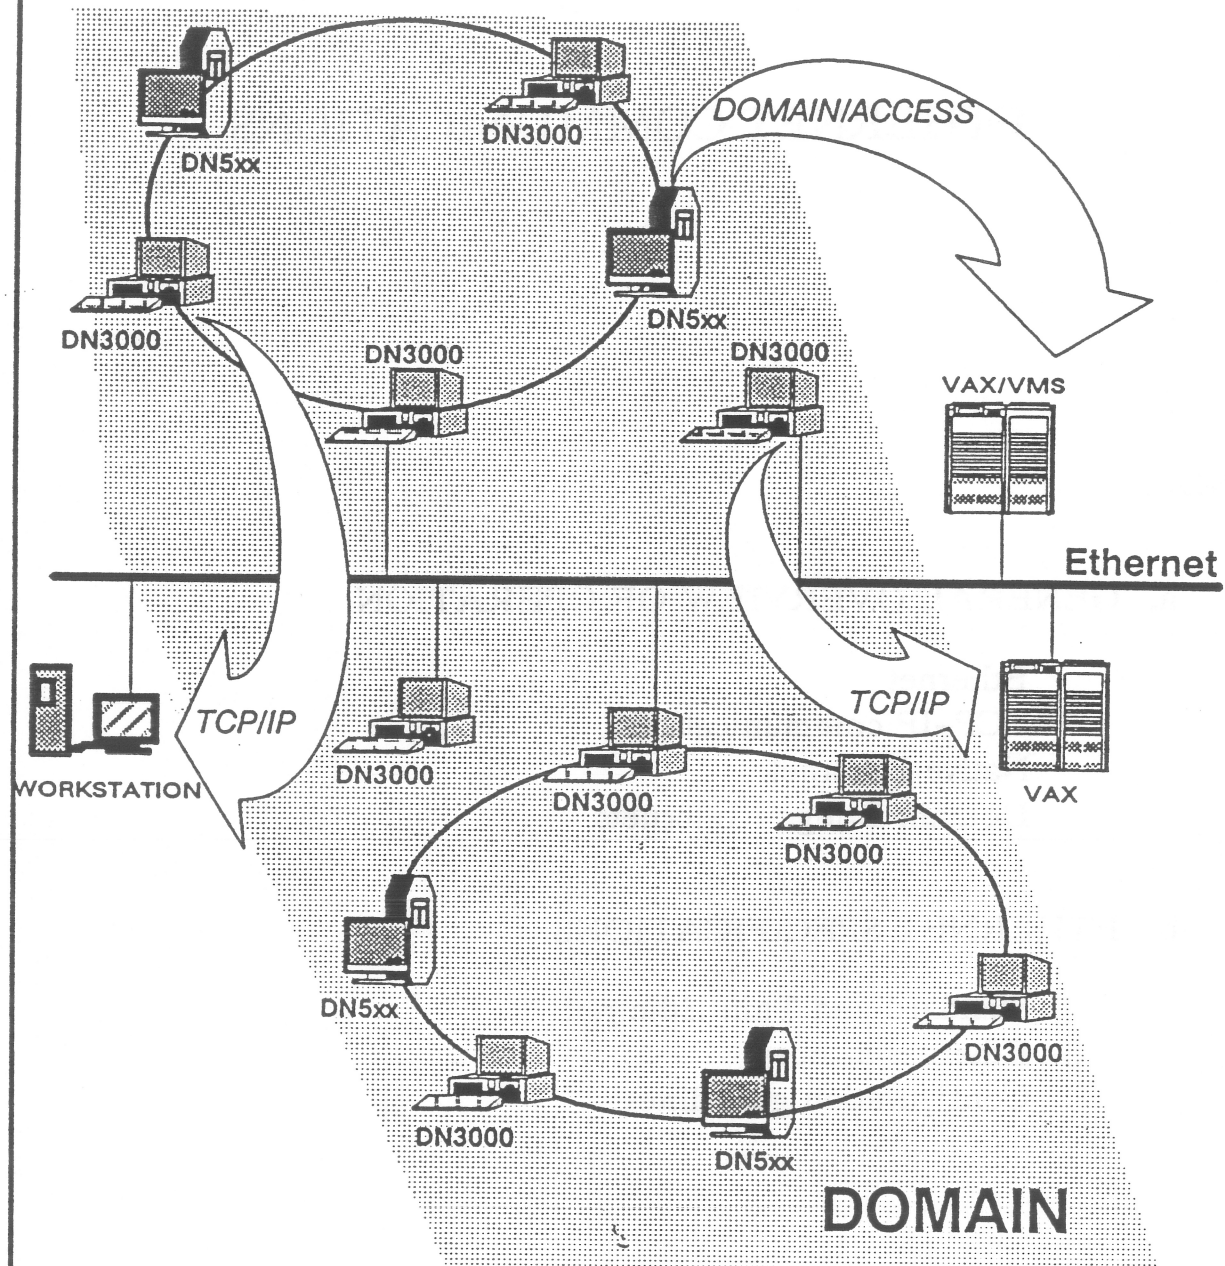 DOMAIN/ACCESS
DN3000
DN5xx
DN5xx
DN3000
DN3000
DN3000
VAX/VMS
Ethernet
TCP/IP
TCP/IP
DN3000
DN3000
WORKSTATION
VAX
DN3000
DN5xx
DN3000
DN3000
DN5xx
DOMAIN